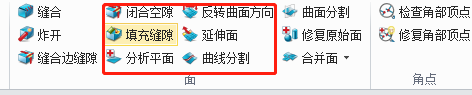 缝合 闭合空隙 反转曲面方向 曲面分割 检查角部顶点
炸开 填充缝隙 延伸面 修复原始面 修复角部顶点
缝合边缝隙 分析平面 曲线分割 合并面
面 角点